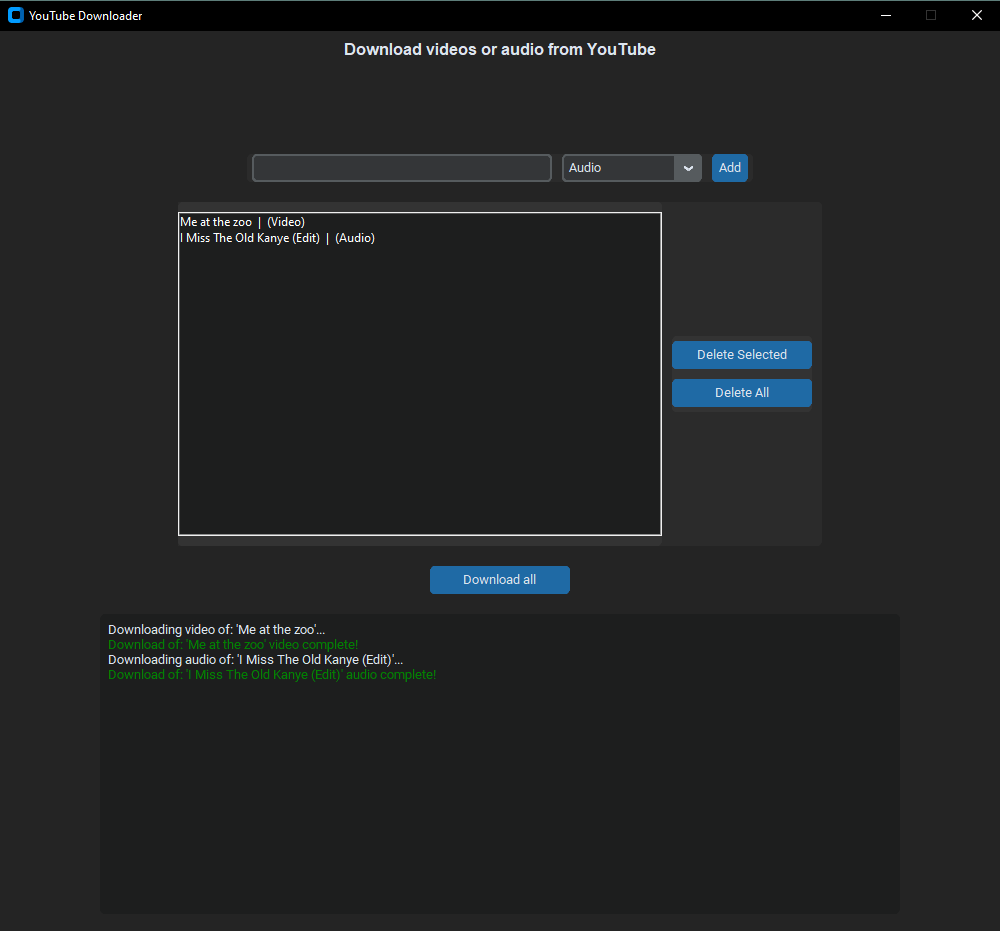 YouTube Downloader
Download videos or audio from YouTube
Audio
Add
Me at the zoo | (Video)
I Miss The Old Kanye (Edit) | (Audio)
Delete Selected
Delete All
Download all
Downloading video of: 'Me at the zoo'...
Download of: 'Me at the zoo' video complete!
Downloading audio of: 'I Miss The Old Kanye (Edit)'...
Download of: 'I Miss The Old Kanye (Edit)' audio complete!